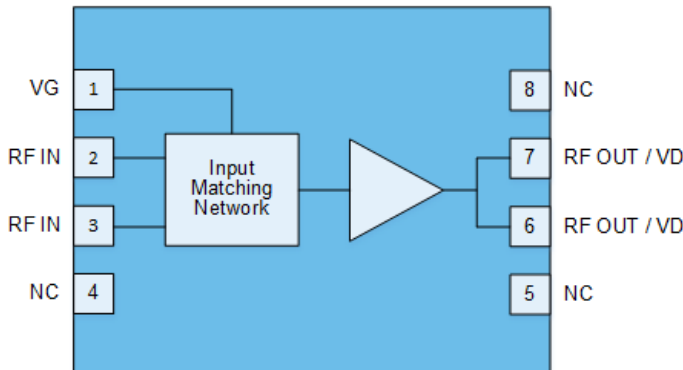 VG 1
8 NC
RF IN 2
7 RF OUT / VD
Input
Matching
Network
RF IN 3
6 RF OUT / VD
NC 4
5 NC